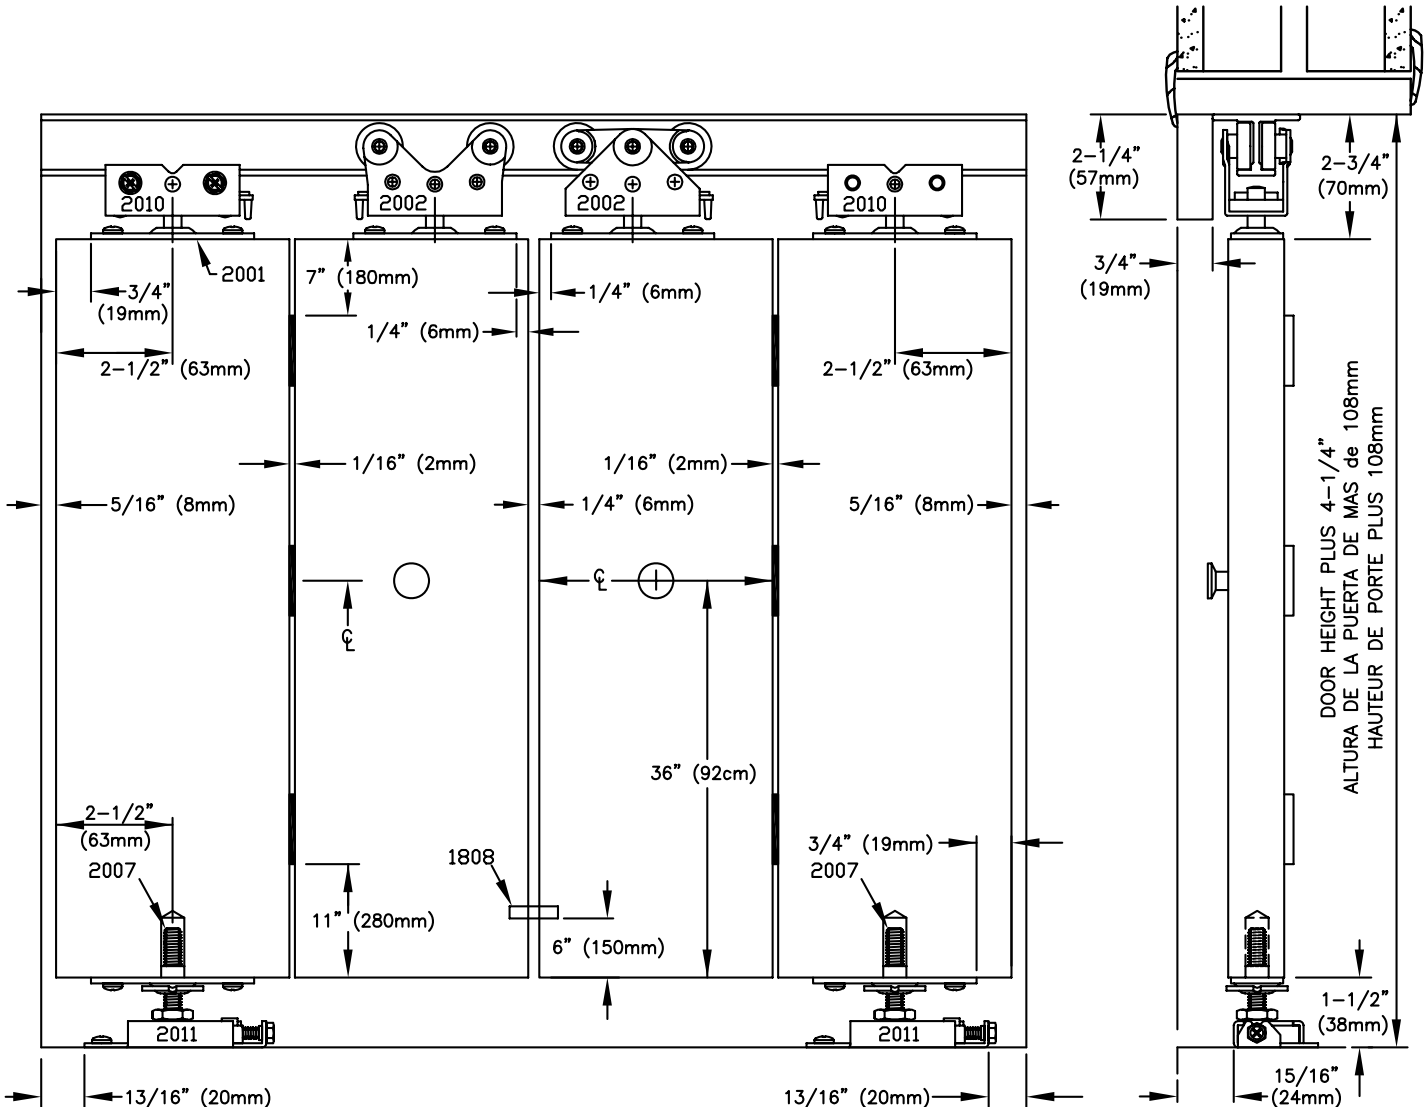 2-1/4"
(57mm)
2-3/4"
(70mm)
2010
2002
2002
2010
2001
7" (180mm)
3/4"
(19mm)
3/4"
(19mm)
1/4" (6mm)
1/4" (6mm)
2-1/2" (63mm)
2-1/2" (63mm)
1/16" (2mm)
1/16" (2mm)
5/16" (8mm)
1/4" (6mm)
5/16" (8mm)
℄
℄
DOOR HEIGHT PLUS 4-1/4"
ALTURA DE LA PUERTA DE MAS de 108mm
HAUTEUR DE PORTE PLUS 108mm
36" (92cm)
2-1/2"
(63mm)
3/4" (19mm)
2007
1808
2007
11" (280mm)
6" (150mm)
1-1/2"
(38mm)
2011
2011
13/16" (20mm)
13/16" (20mm)
15/16"
(24mm)